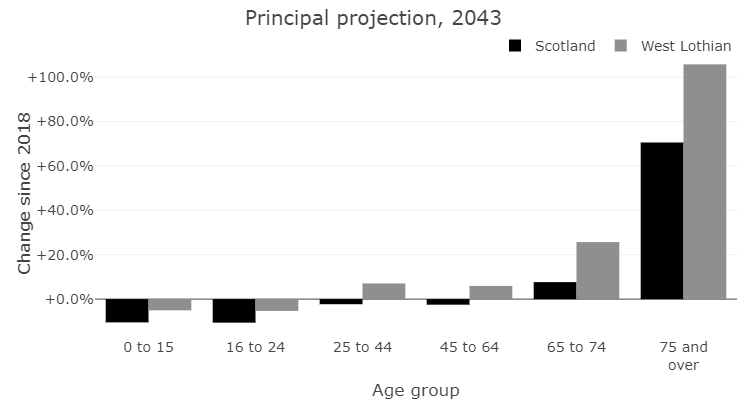 Principal projection, 2043
Scotland
West Lothian
Change since 2018
+100.0%
+80.0%
+60.0%
+40.0%
+20.0%
+0.0%
0 to 15
16 to 24
25 to 44
45 to 64
65 to 74
75 and
over
Age group